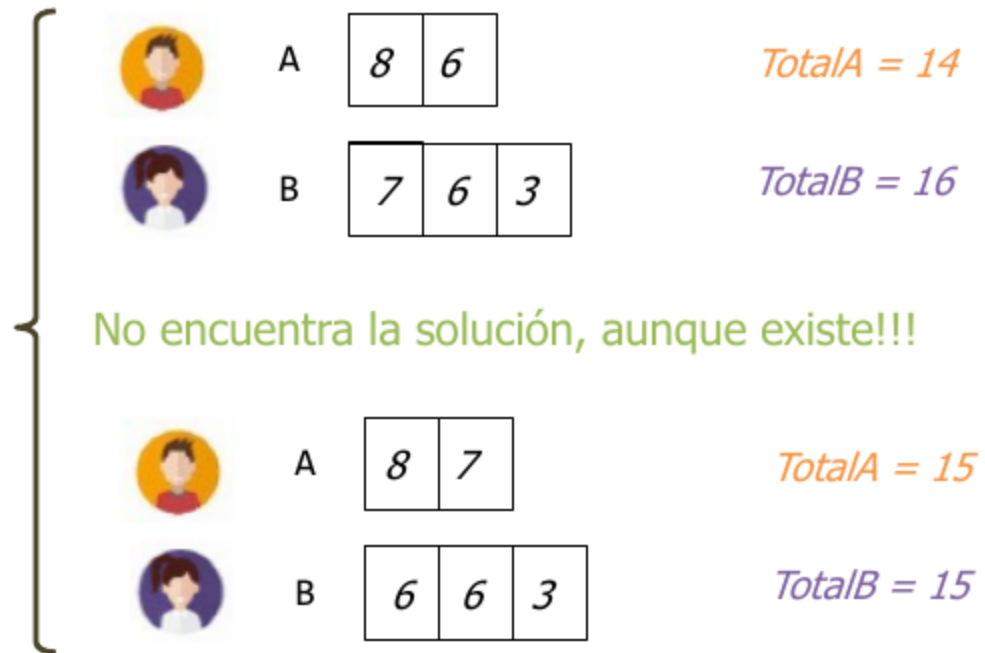 A 8 6 TotalA = 14
B 7 6 3 TotalB = 16
No encuentra la solución, aunque existe!!!
A 8 7 TotalA = 15
B 6 6 3 TotalB = 15